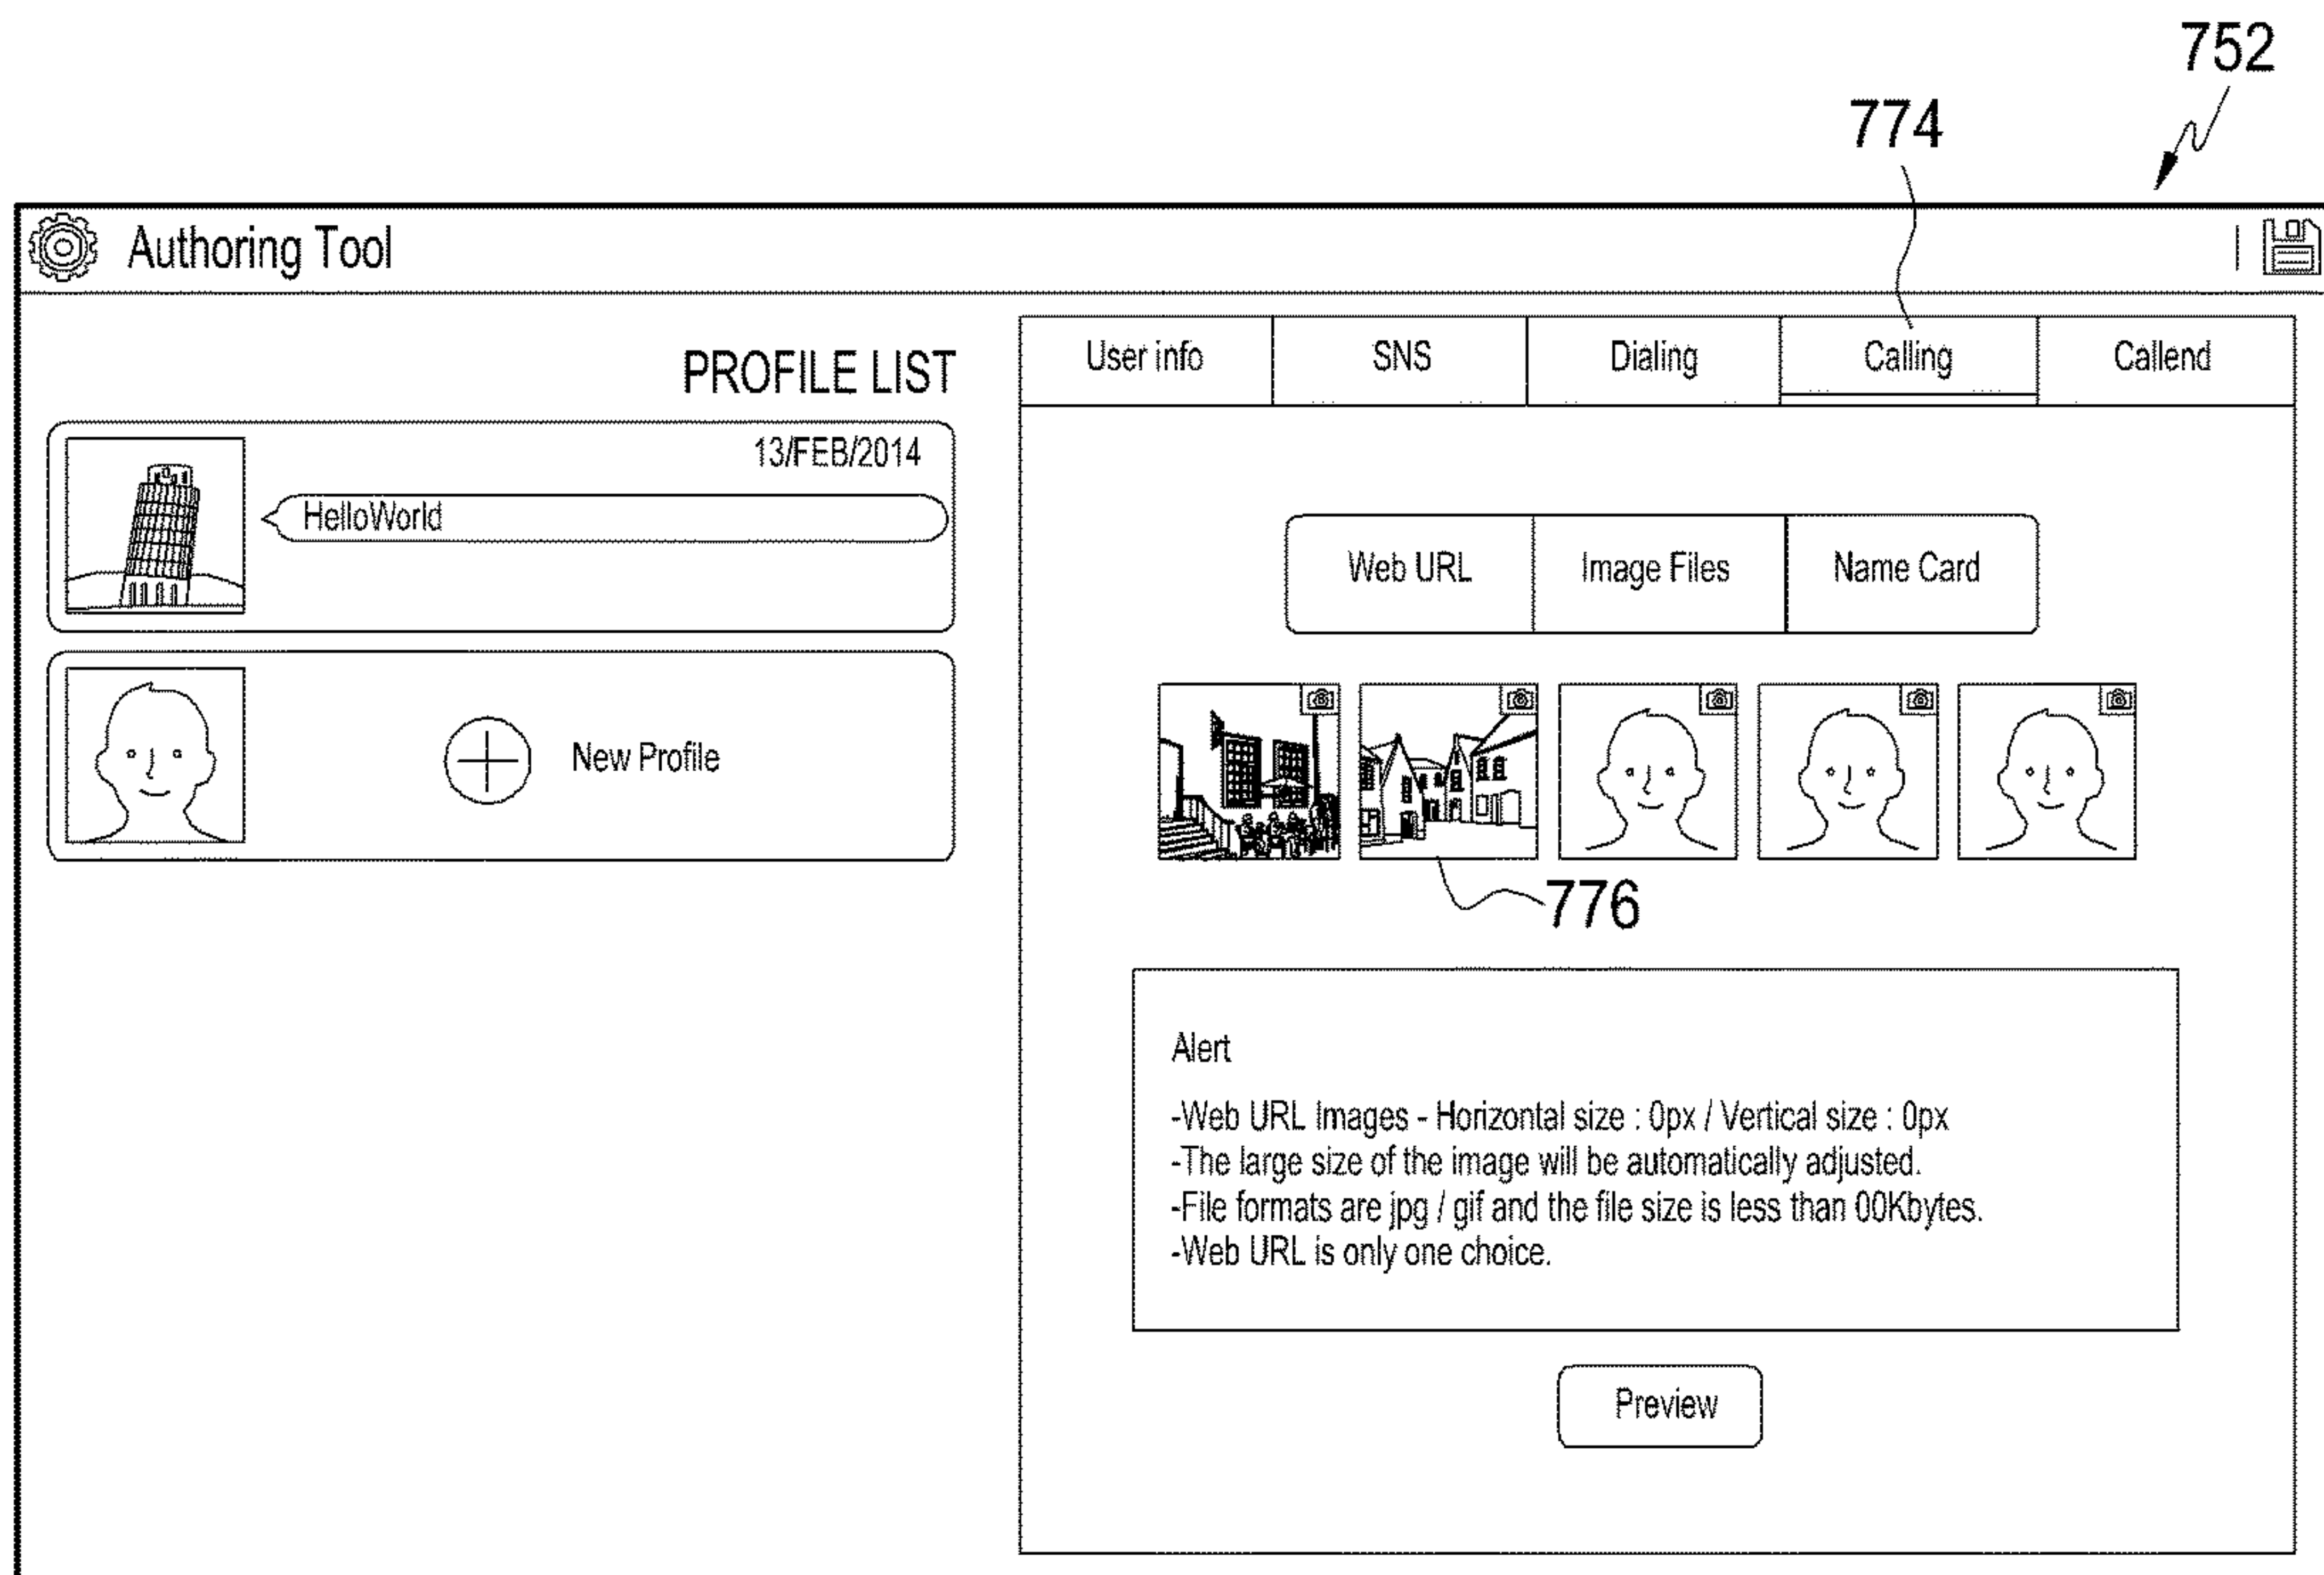 752
774
Authoring Tool
PROFILE LIST
13/FEB/2014
HelloWorld
New Profile
User info
SNS
Dialing
Calling
Callend
Web URL
Image Files
Name Card
776
Alert
-Web URL Images - Horizontal size : 0px / Vertical size : 0px
-The large size of the image will be automatically adjusted.
-File formats are jpg / gif and the file size is less than 00Kbytes.
-Web URL is only one choice.
Preview